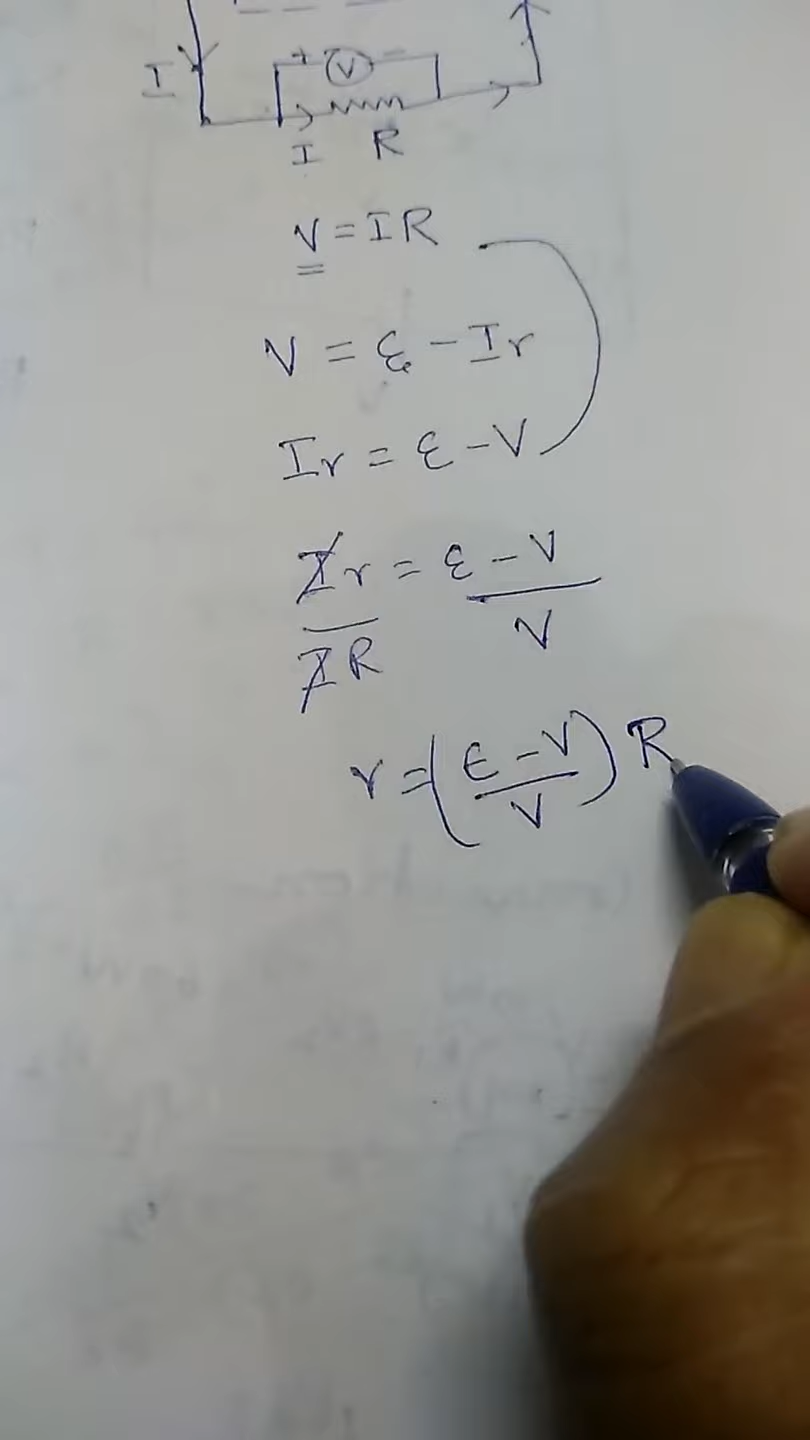 I
+ V -
I R
V = IR
V = ε - Ir
Ir = ε - V
Ir / IR = ε - V / V
r = (ε - V / V) R